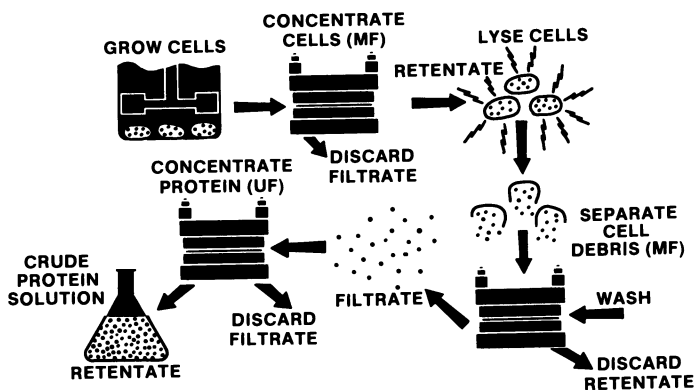 GROW CELLS
CONCENTRATE
CELLS (MF)
DISCARD
FILTRATE
RETENTATE
LYSE CELLS
SEPARATE
CELL
DEBRIS (MF)
WASH
DISCARD
RETENTATE
FILTRATE
CONCENTRATE
PROTEIN (UF)
DISCARD
FILTRATE
CRUDE
PROTEIN
SOLUTION
RETENTATE